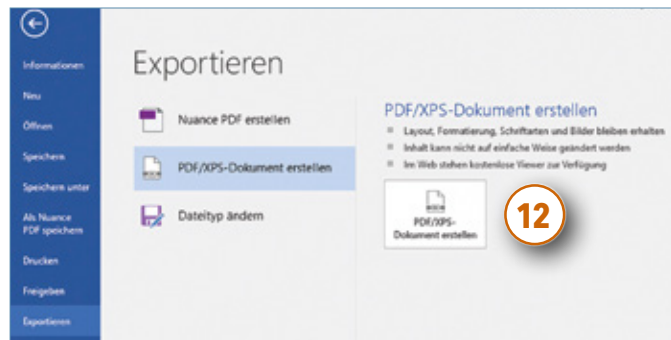 Informationen
Neu
Öffnen
Speichern
Speichern unter
Als Nuance
PDF speichern
Drucken
Freigeben
Exportieren
Exportieren
Nuance PDF erstellen
PDF/XPS-Dokument erstellen
Dateityp ändern
PDF/XPS-Dokument erstellen
Layout, Formatierung, Schriftarten und Bilder bleiben erhalten
Inhalt kann nicht auf einfache Weise geändert werden
Im Web stehen kostenlose Viewer zur Verfügung
PDF/XPS-
Dokument erstellen
12